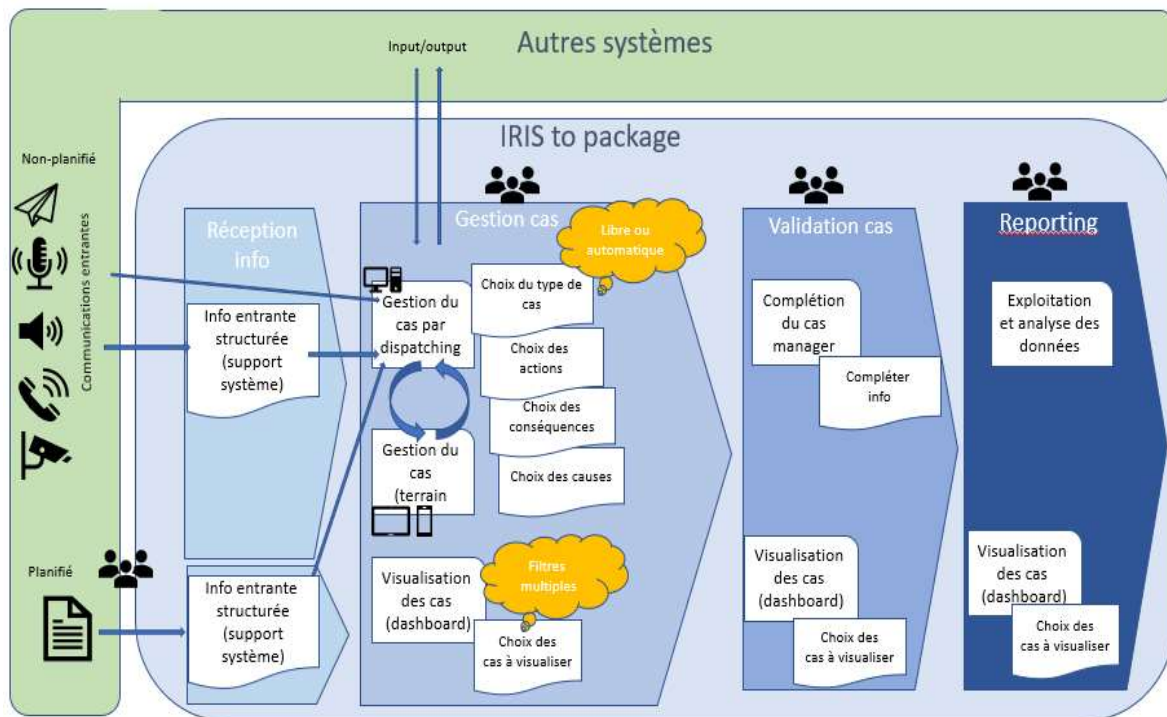 Autres systèmes
Input/output
IRIS to package
Non-planifié
Communications entrantes
Réception
info
Info entrante
structurée
(support
système)
Planifié
Info entrante
structurée
(support
système)
Gestion cas
Libre ou
automatique
Gestion du
cas par
dispatching
Choix du type de
cas
Choix des
actions
Choix des
conséquences
Choix des causes
Gestion du
cas
(terrain
Visualisation
des cas
(dashboard)
Filtres
multiples
Choix des
cas à visualiser
Validation cas
Complétion
du cas
manager
Compléter
info
Visualisation
des cas
(dashboard)
Choix des
cas à visualiser
Reporting
Exploitation
et analyse des
données
Visualisation
des cas
(dashboard)
Choix des
cas à visualiser